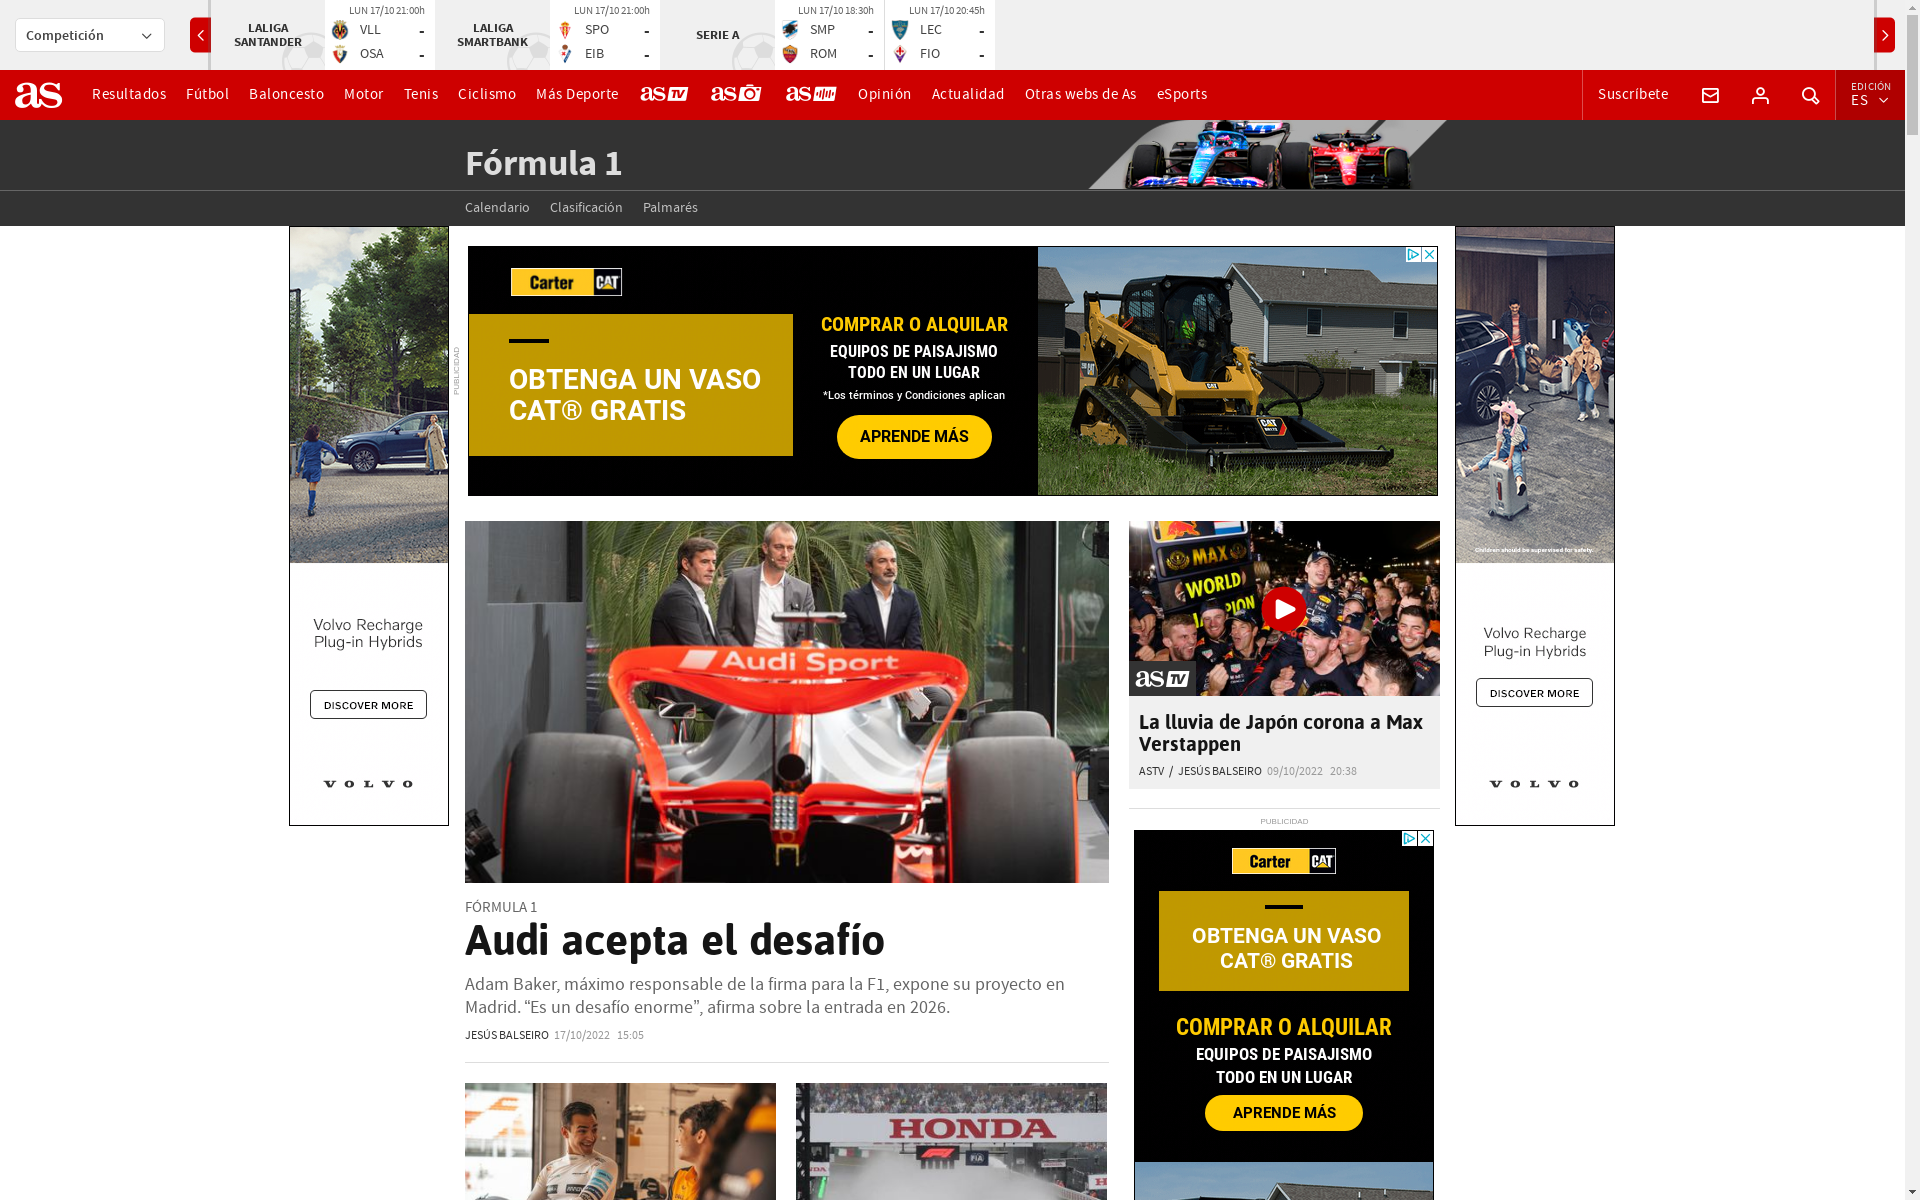 Competición
LALIGA
SANTANDER
LUN 17/10 21:00h
VLL -
OSA -
LALIGA
SMARTBANK
LUN 17/10 21:00h
SPO -
EIB -
SERIE A
LUN 17/10 18:30h
SMP -
ROM -
LUN 17/10 20:45h
LEC -
FIO -
as
Resultados Fútbol Baloncesto Motor Tenis Ciclismo Más Deporte as TV as as Opinión Actualidad Otras webs de As eSports
Suscríbete
EDICIÓN
ES
Fórmula 1
Calendario Clasificación Palmarés
Volvo Recharge
Plug-in Hybrids
DISCOVER MORE
VOLVO
PUBLICIDAD
Carter CAT
OBTENGA UN VASO
CAT® GRATIS
COMPRAR O ALQUILAR
EQUIPOS DE PAISAJISMO
TODO EN UN LUGAR
*Los términos y Condiciones aplican
APRENDE MÁS
CAT
CAT
Children should be supervised for safety.
Volvo Recharge
Plug-in Hybrids
DISCOVER MORE
VOLVO
Audi Sport
FÓRMULA 1
Audi acepta el desafío
Adam Baker, máximo responsable de la firma para la F1, expone su proyecto en
Madrid. “Es un desafío enorme”, afirma sobre la entrada en 2026.
JESÚS BALSEIRO 17/10/2022 15:05
MAX
WORLD
as TV
La lluvia de Japón corona a Max
Verstappen
ASTV / JESÚS BALSEIRO 09/10/2022 20:38
PUBLICIDAD
Carter CAT
OBTENGA UN VASO
CAT® GRATIS
COMPRAR O ALQUILAR
EQUIPOS DE PAISAJISMO
TODO EN UN LUGAR
APRENDE MÁS
HONDA
F1
FIA